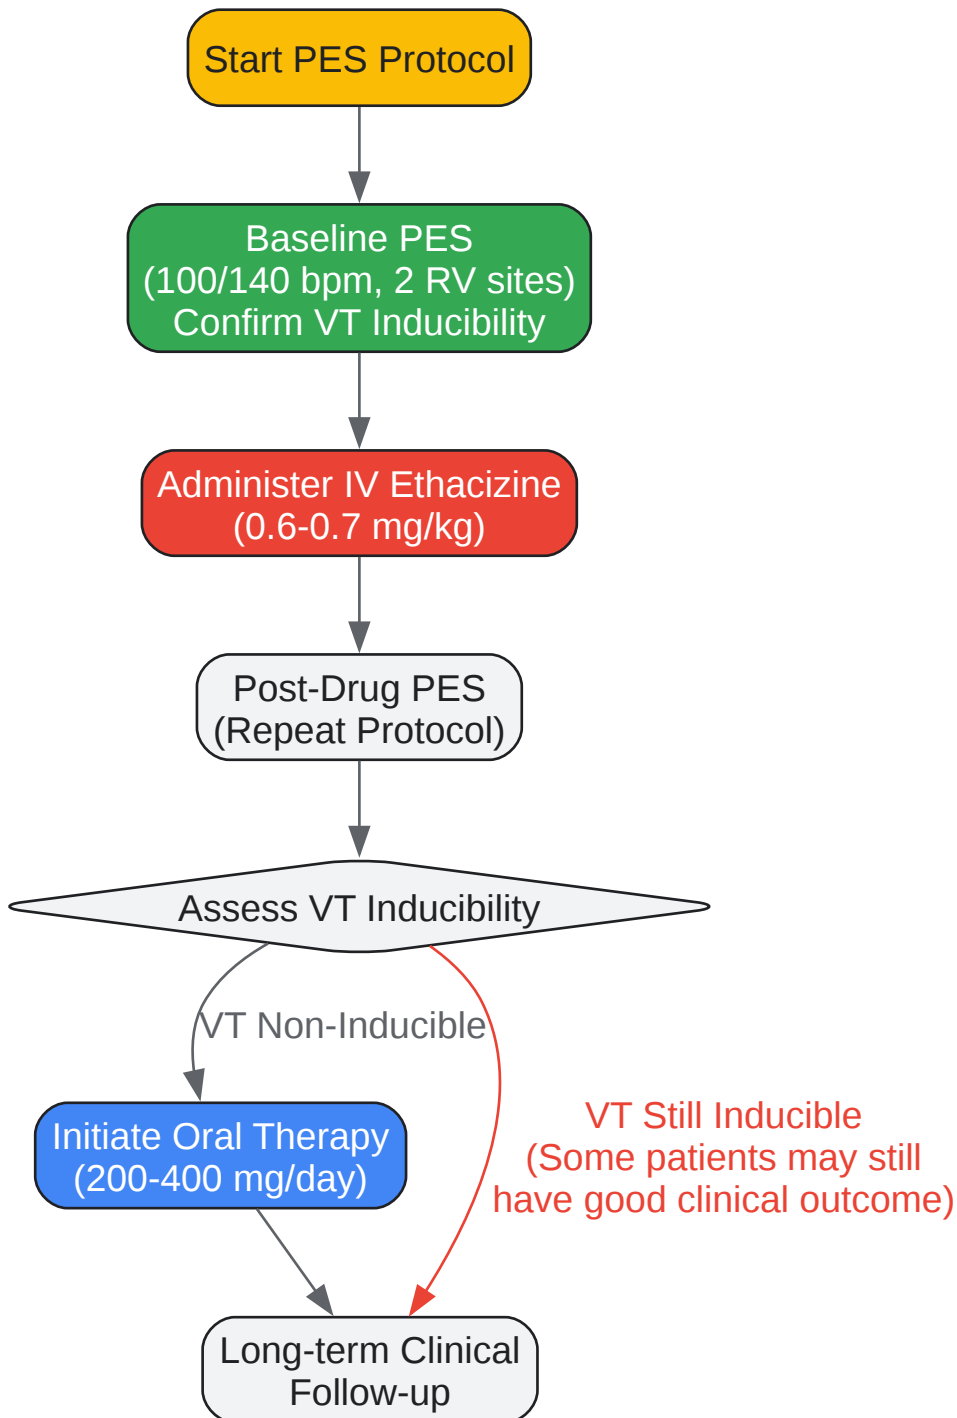 Start PES Protocol
Baseline PES
(100/140 bpm, 2 RV sites)
Confirm VT Inducibility
Administer IV Ethacizine
(0.6-0.7 mg/kg)
Post-Drug PES
(Repeat Protocol)
Assess VT Inducibility
VT Non-Inducible
VT Still Inducible
(Some patients may still
have good clinical outcome)
Initiate Oral Therapy
(200-400 mg/day)
Long-term Clinical
Follow-up